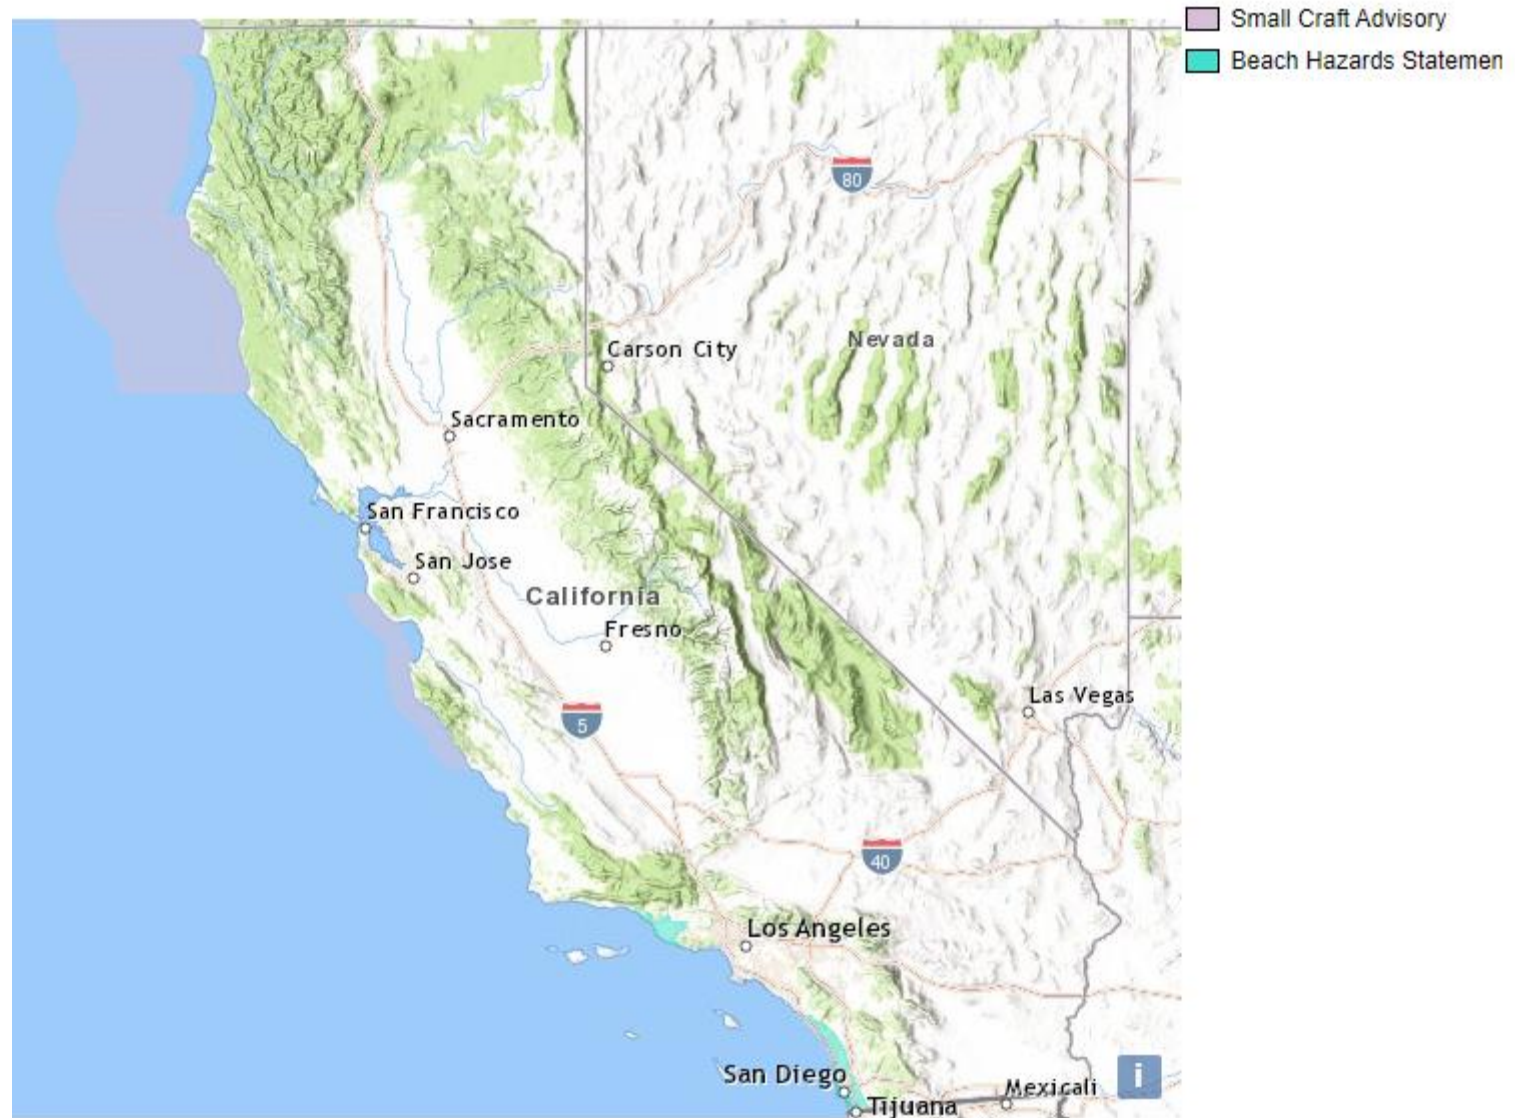 Small Craft Advisory
Beach Hazards Statemen
80
Nevada
Carson City
Sacramento
San Francisco
San Jose
California
Fresno
Las Vegas
5
40
Los Angeles
San Diego
i
Mexicali
Tijuana